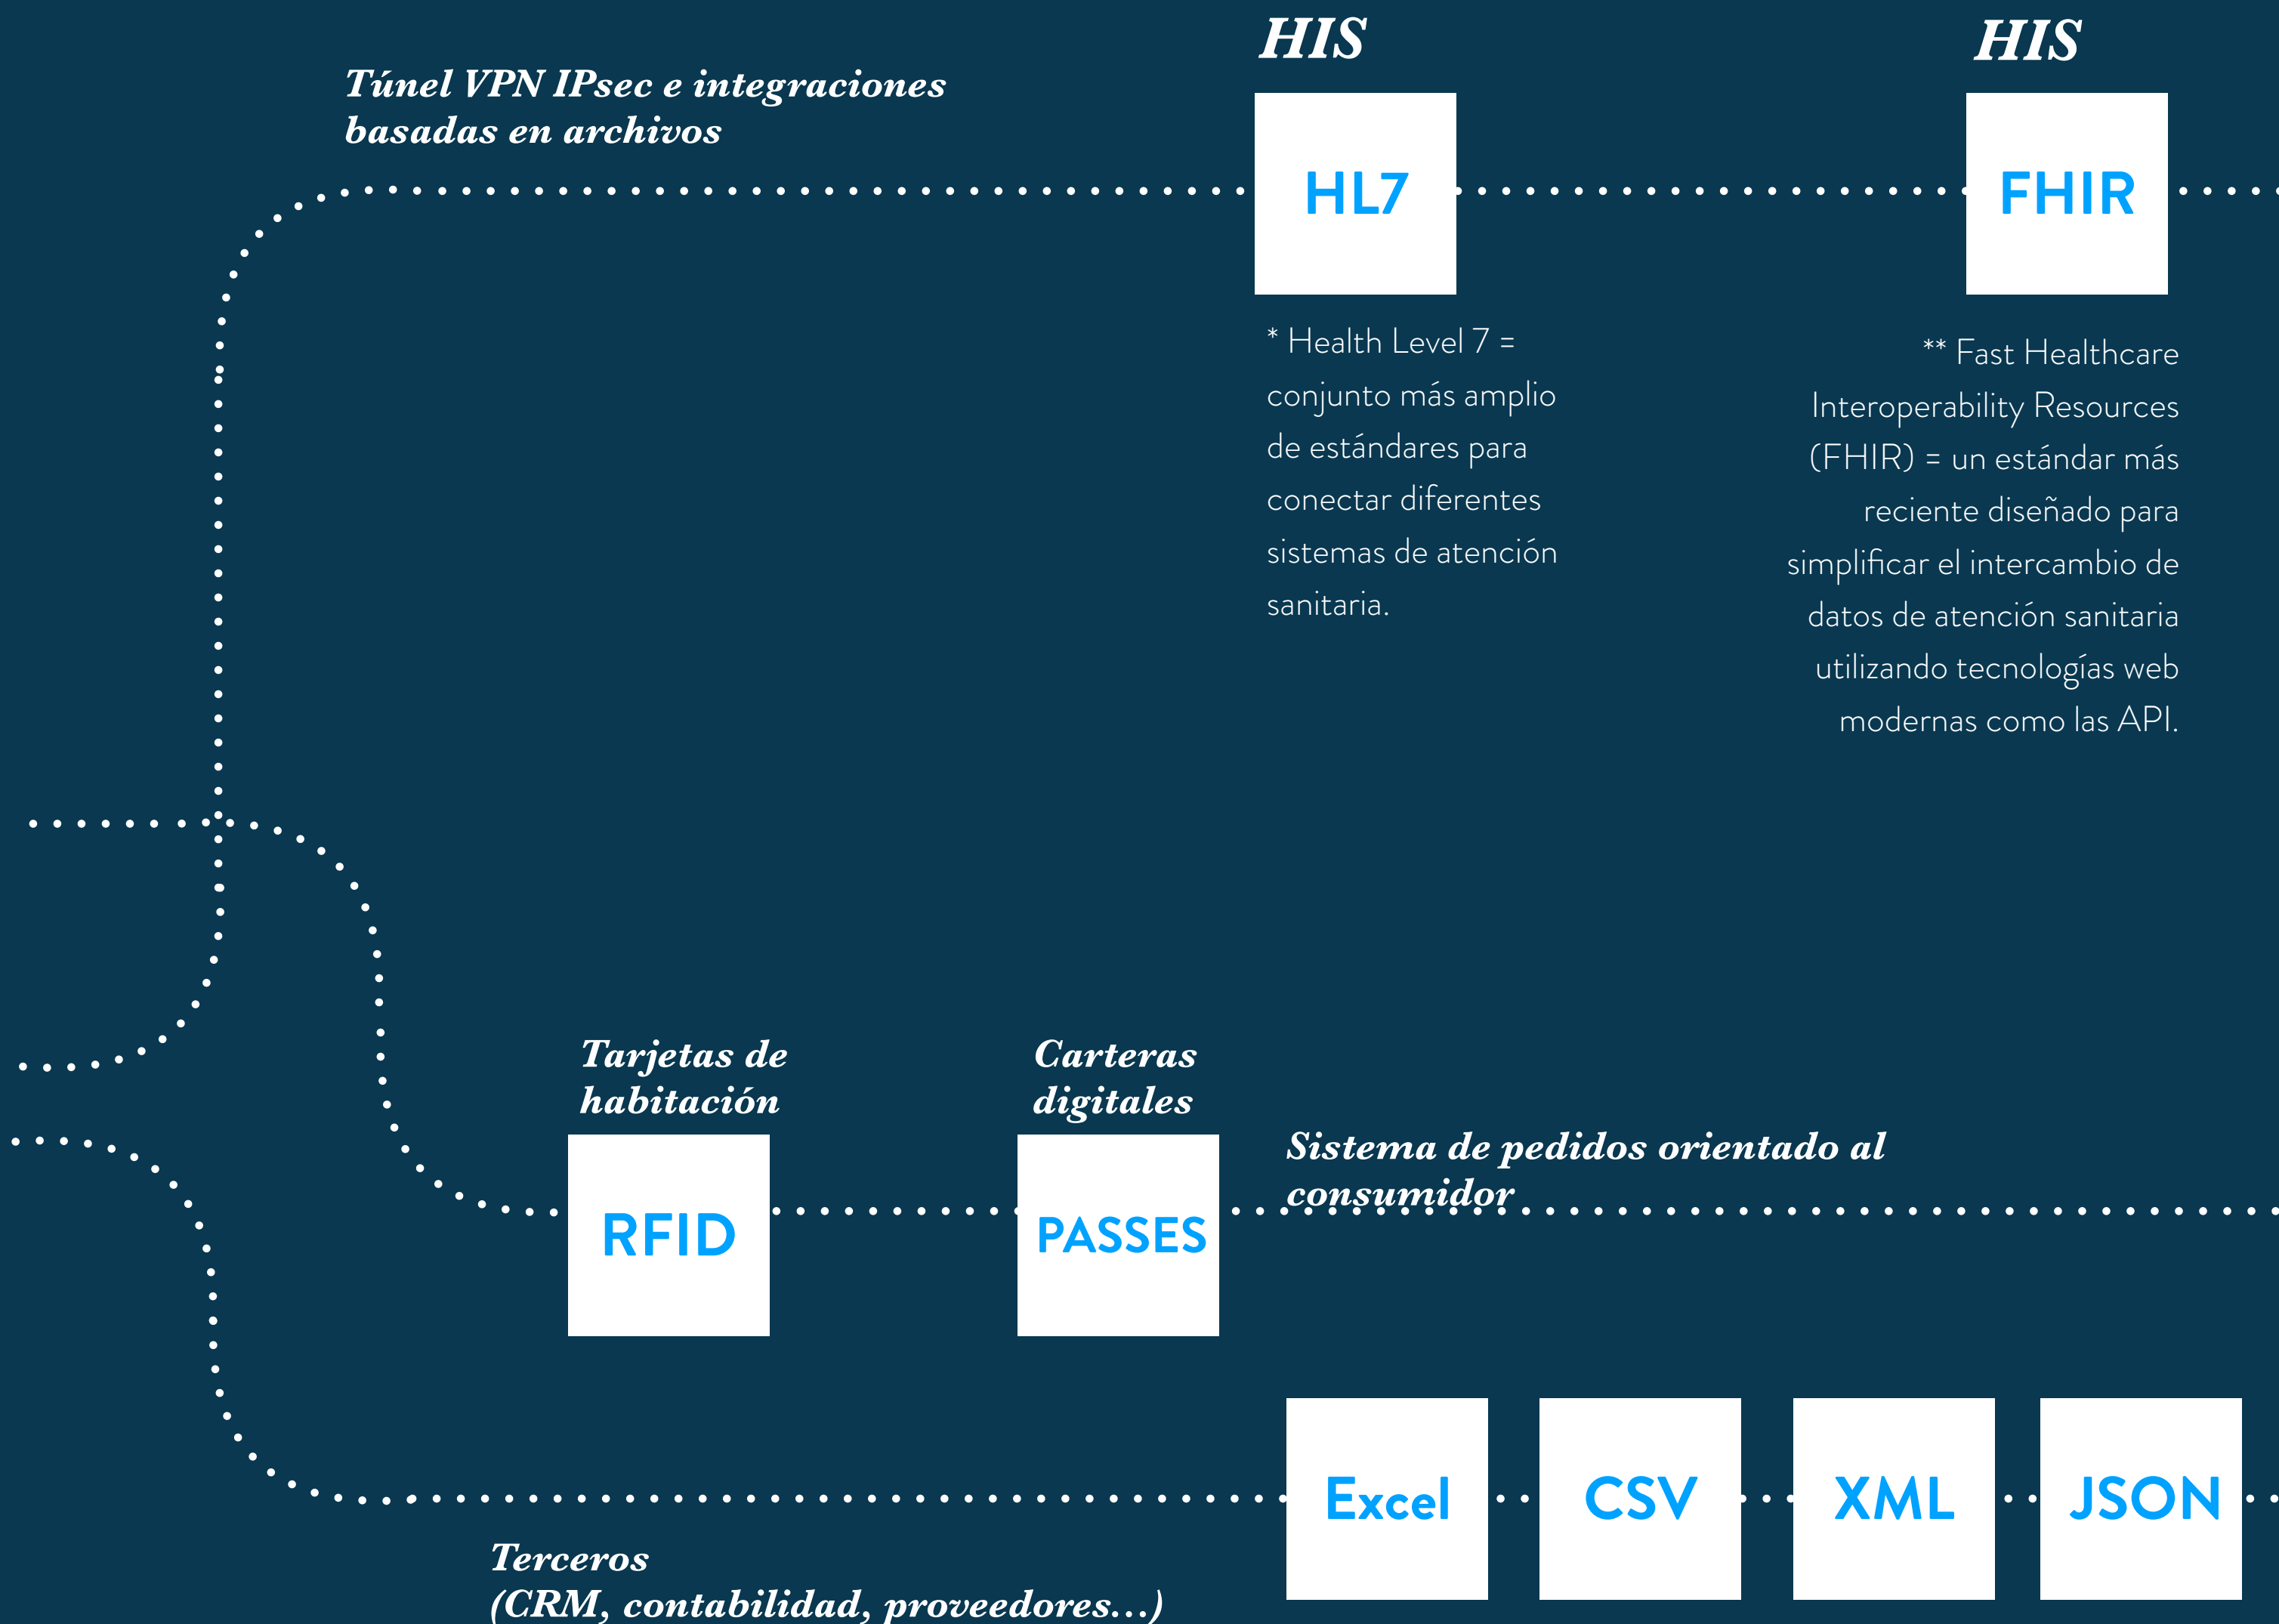 HIS
HIS
Túnel VPN IPsec e integraciones
basadas en archivos
HL7
FHIR
* Health Level 7 =
conjunto más amplio
de estándares para
conectar diferentes
sistemas de atención
sanitaria.
** Fast Healthcare
Interoperability Resources
(FHIR) = un estándar más
reciente diseñado para
simplificar el intercambio de
datos de atención sanitaria
utilizando tecnologías web
modernas como las API.
Tarjetas de
habitación
Carteras
digitales
RFID
PASSES
Sistema de pedidos orientado al
consumidor
Excel
CSV
XML
JSON
Terceros
(CRM, contabilidad, proveedores...)